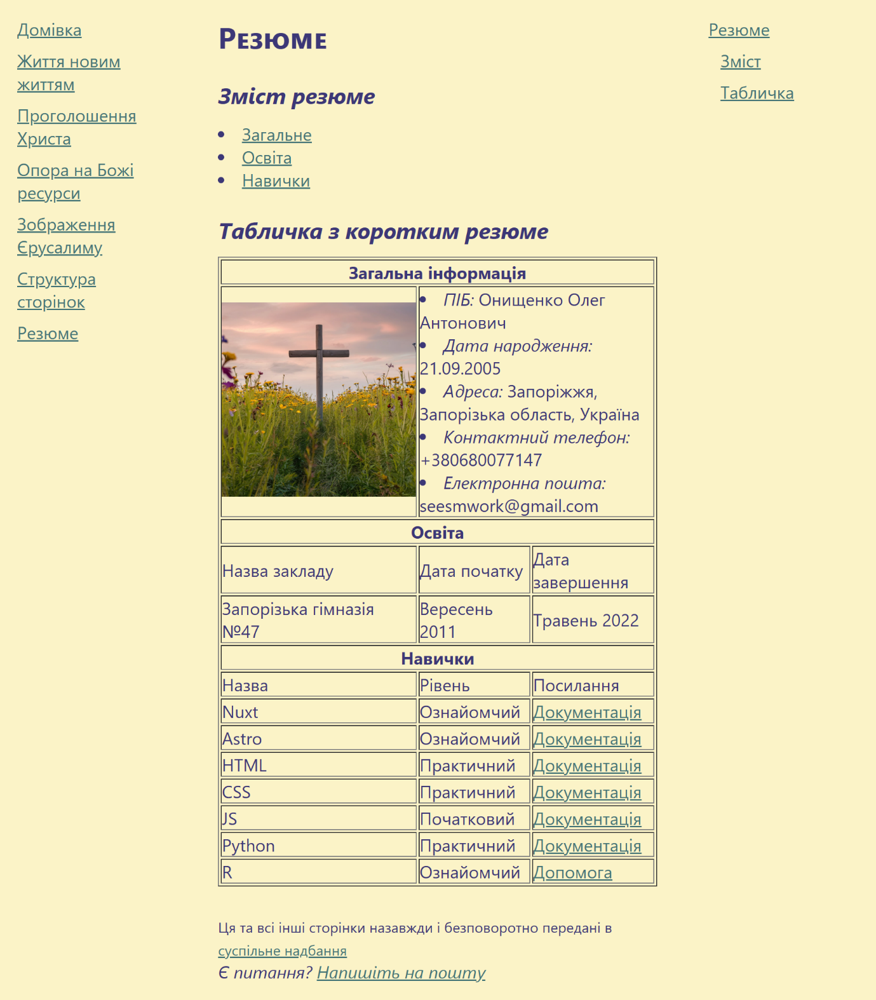 Домівка
Життя новим
життям
Проголошення
Христа
Опора на Божі
ресурси
Зображення
Єрусалиму
Структура
сторінок
Резюме
Резюме
Зміст резюме
Загальне
Освіта
Навички
Табличка з коротким резюме
Загальна інформація
ПІБ: Онищенко Олег
Антонович
Дата народження:
21.09.2005
Адреса: Запоріжжя,
Запорізька область, Україна
Контактний телефон:
+380680077147
Електронна пошта:
seesmwork@gmail.com
Освіта
Назва закладу Дата початку Дата
завершення
Запорізька гімназія
№47
Вересень
2011
Травень 2022
Навички
Назва Рівень Посилання
Nuxt Ознайомчий Документація
Astro Ознайомчий Документація
HTML Практичний Документація
CSS Практичний Документація
JS Початковий Документація
Python Практичний Документація
R Ознайомчий Допомога
Ця та всі інші сторінки назавжди і безповоротно передані в
суспільне надбання
Є питання? Напишіть на пошту
Резюме
Зміст
Табличка